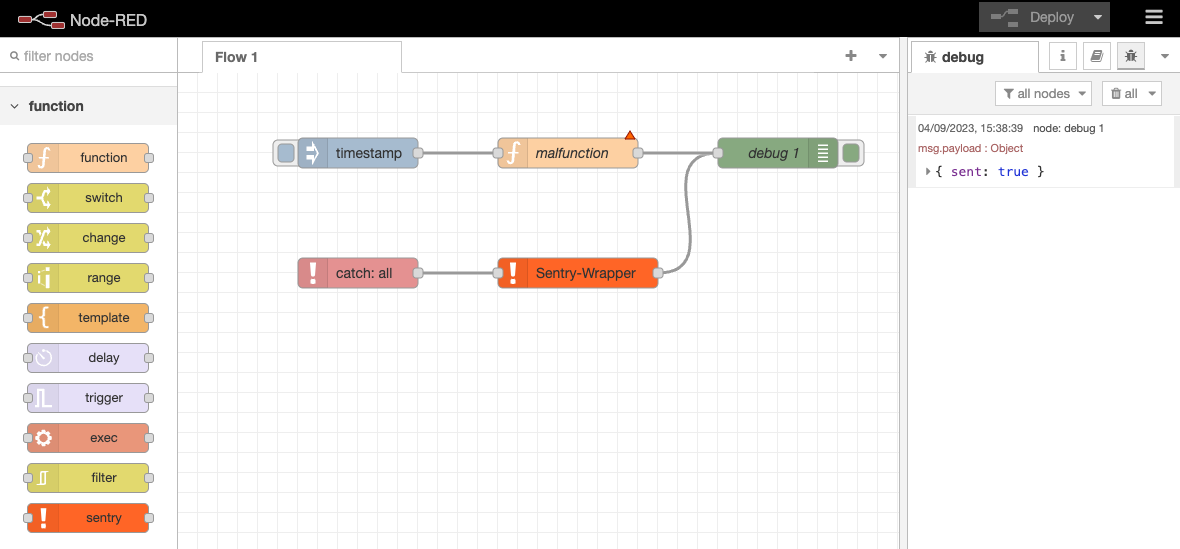 Node-RED
Deploy
filter nodes
Flow 1
debug
i
function
all nodes
all
function
switch
change
range
template
delay
trigger
exec
filter
sentry
timestamp
malfunction
debug 1
catch: all
Sentry-Wrapper
04/09/2023, 15:38:39 node: debug 1
msg.payload : Object
{ sent: true }